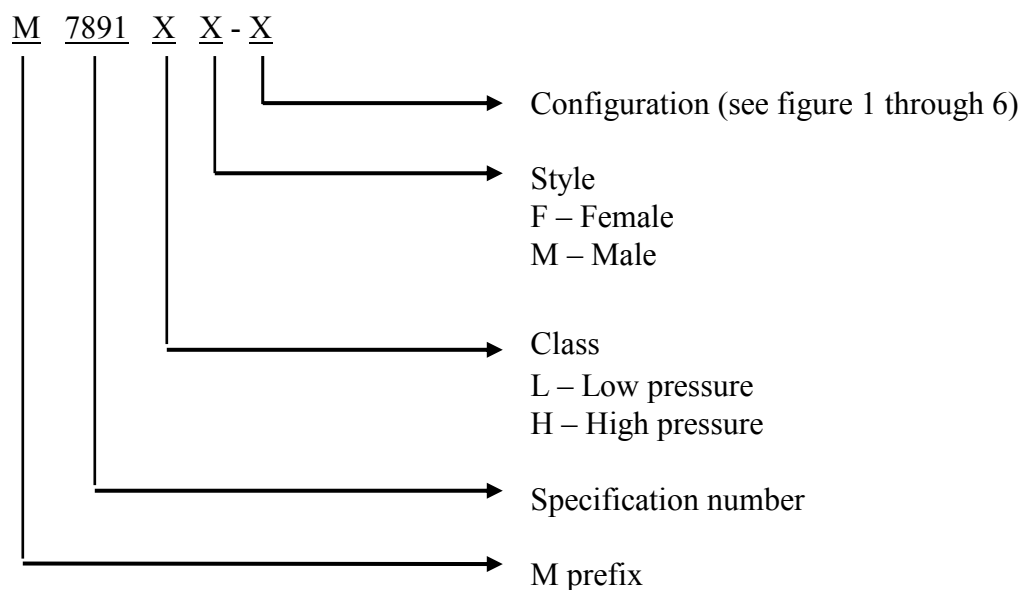 M 7891 X X - X
Configuration (see figure 1 through 6)
Style
F – Female
M – Male
Class
L – Low pressure
H – High pressure
Specification number
M prefix